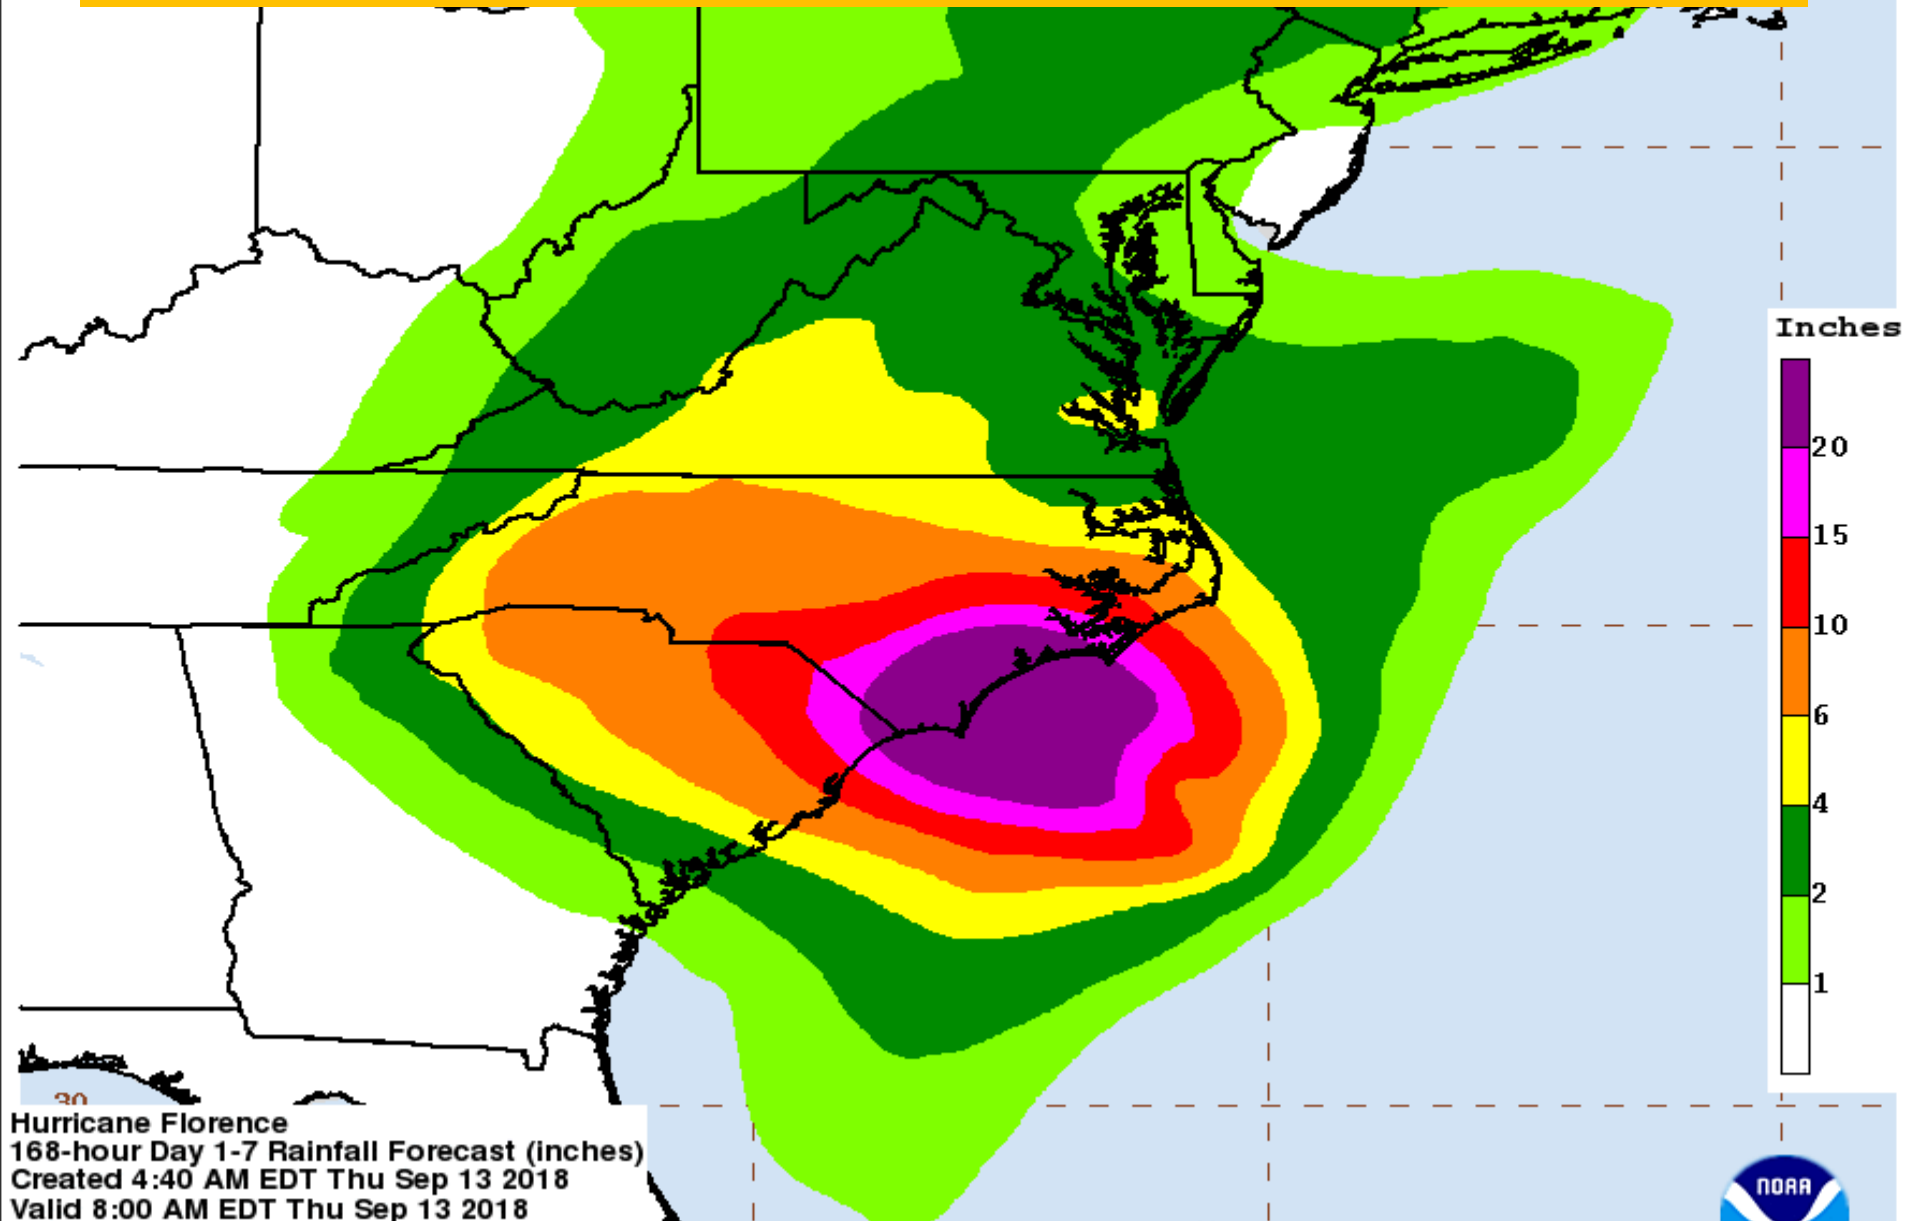 Inches
20
15
10
6
4
2
1
30
Hurricane Florence
168-hour Day 1-7 Rainfall Forecast (inches)
Created 4:40 AM EDT Thu Sep 13 2018
Valid 8:00 AM EDT Thu Sep 13 2018
NOAA